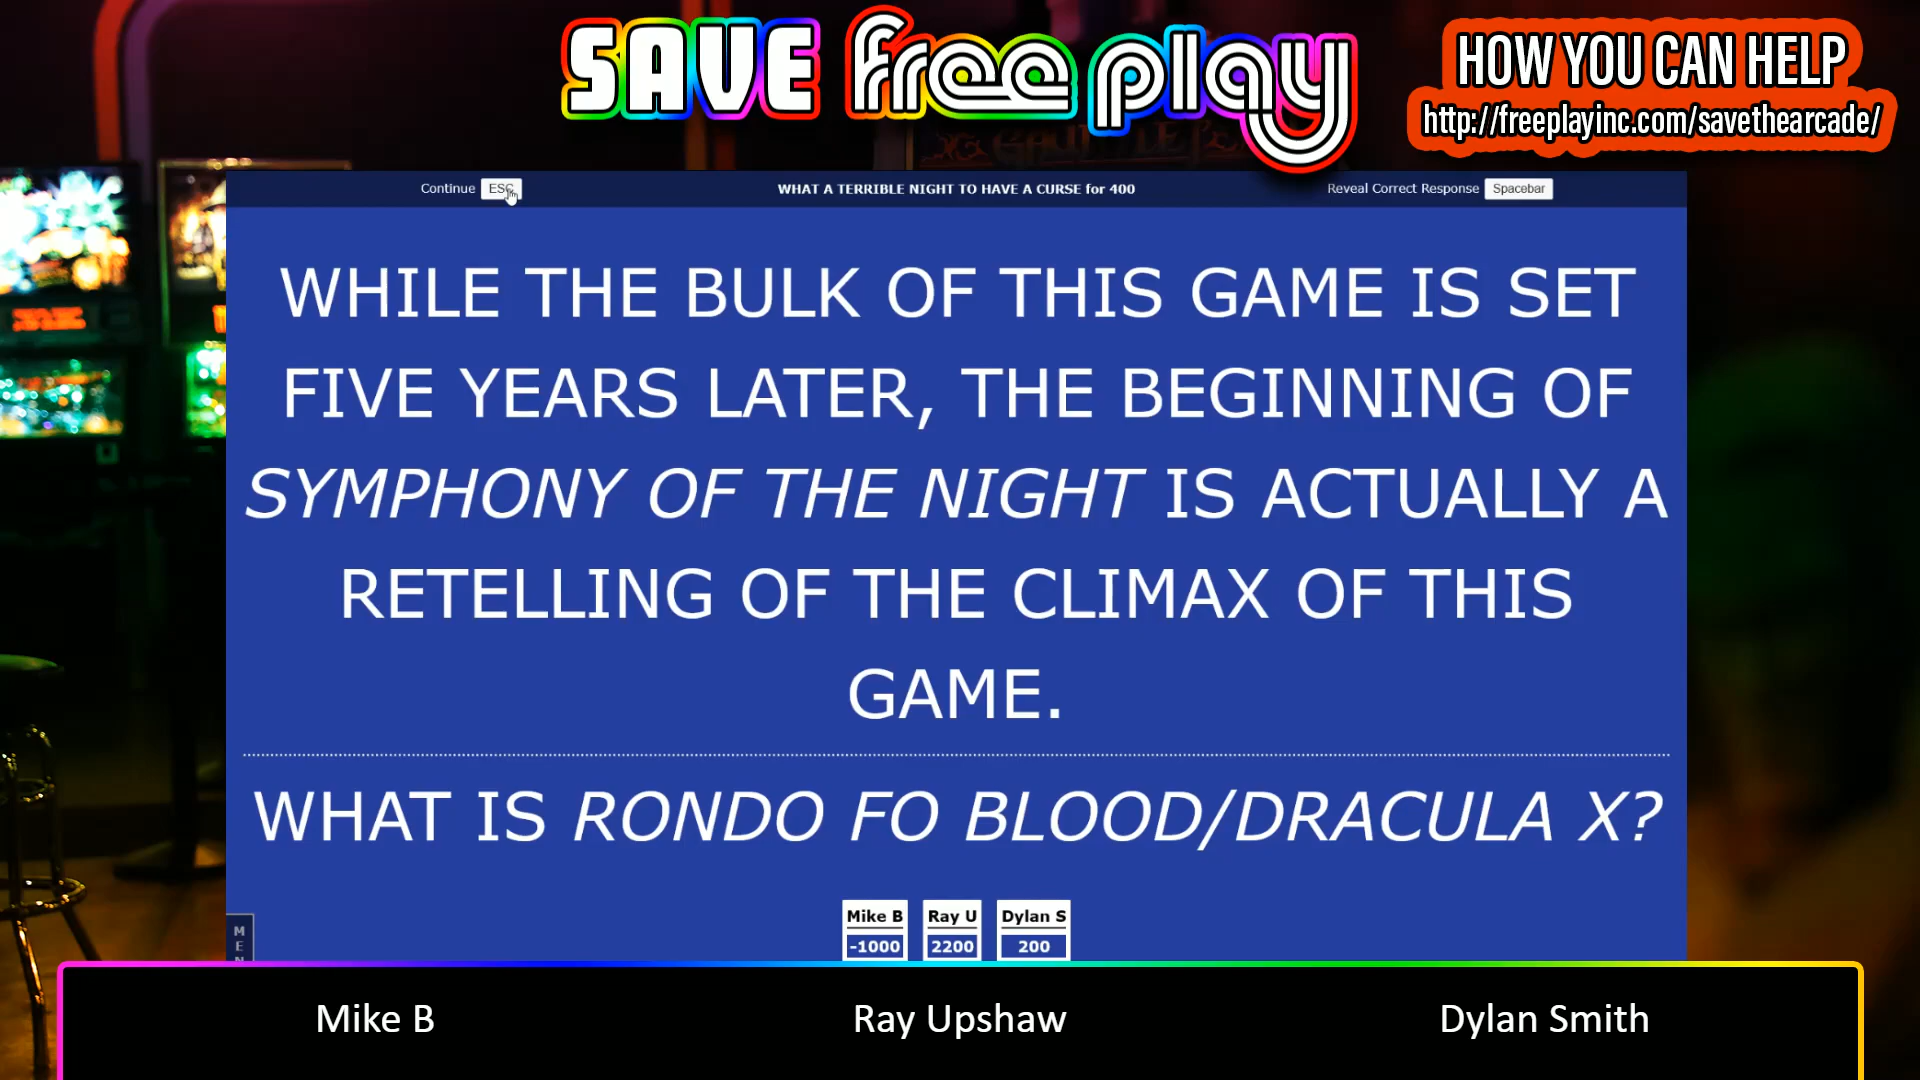 SAVE free play
HOW YOU CAN HELP
http://freeplayinc.com/savethearcade/
Continue ESC
WHAT A TERRIBLE NIGHT TO HAVE A CURSE for 400
Reveal Correct Response Spacebar
WHILE THE BULK OF THIS GAME IS SET
FIVE YEARS LATER, THE BEGINNING OF
SYMPHONY OF THE NIGHT IS ACTUALLY A
RETELLING OF THE CLIMAX OF THIS
GAME.
WHAT IS RONDO FO BLOOD/DRACULA X?
Mike B Ray U Dylan S
-1000 2200 200
Mike B Ray Upshaw Dylan Smith